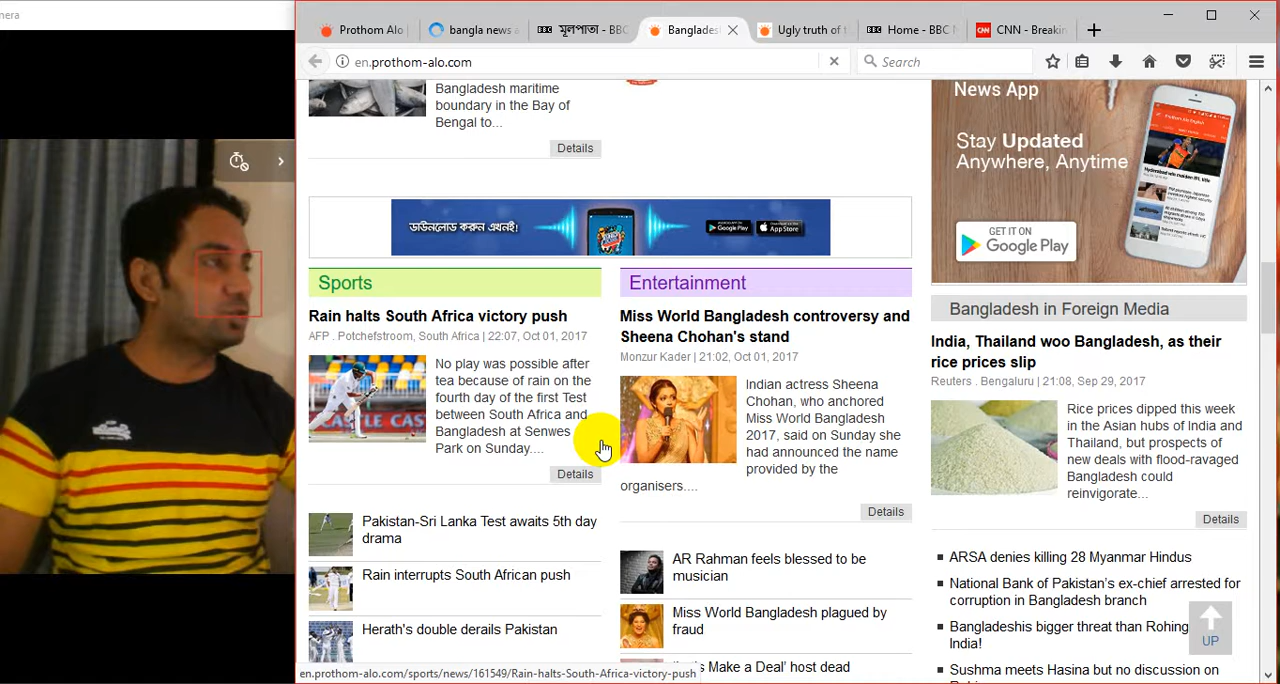 nera
Prothom Alo
bangla news a
BBC মূলপাতা - BBC
Banglades
Ugly truth of t
BBC Home - BBC N
CNN CNN - Breakin
en.prothom-alo.com
Search
Bangladesh maritime
boundary in the Bay of
Bengal to...
Details
ডাউনলোড করুন এখনই!
Google Play
App Store
News App
Stay Updated
Anywhere, Anytime
GET IT ON
Google Play
Sports
Rain halts South Africa victory push
AFP . Potchefstroom, South Africa | 22:07, Oct 01, 2017
No play was possible after
tea because of rain on the
fourth day of the first Test
between South Africa and
Bangladesh at Senwes
Park on Sunday....
Details
Pakistan-Sri Lanka Test awaits 5th day
drama
Rain interrupts South African push
Herath's double derails Pakistan
Entertainment
Miss World Bangladesh controversy and
Sheena Chohan's stand
Monzur Kader | 21:02, Oct 01, 2017
Indian actress Sheena
Chohan, who anchored
Miss World Bangladesh
2017, said on Sunday she
had announced the name
provided by the
organisers....
Details
AR Rahman feels blessed to be
musician
Miss World Bangladesh plagued by
fraud
Make a Deal' host dead
Bangladesh in Foreign Media
India, Thailand woo Bangladesh, as their
rice prices slip
Reuters . Bengaluru | 21:08, Sep 29, 2017
Rice prices dipped this week
in the Asian hubs of India and
Thailand, but prospects of
new deals with flood-ravaged
Bangladesh could
reinvigorate...
Details
ARSA denies killing 28 Myanmar Hindus
National Bank of Pakistan's ex-chief arrested for
corruption in Bangladesh branch
Bangladeshis bigger threat than Rohing
India!
Sushma meets Hasina but no discussion on
UP
en.prothom-alo.com/sports/news/161549/Rain-halts-South-Africa-victory-push